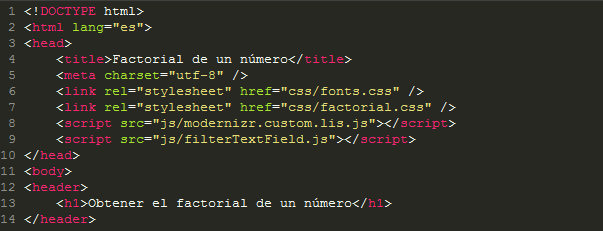 1 <!DOCTYPE html>
2 <html lang="es">
3 <head>
4     <title>Factorial de un número</title>
5     <meta charset="utf-8" />
6     <link rel="stylesheet" href="css/fonts.css" />
7     <link rel="stylesheet" href="css/factorial.css" />
8     <script src="js/modernizr.custom.lis.js"></script>
9     <script src="js/filterTextField.js"></script>
10 </head>
11 <body>
12 <header>
13     <h1>Obtener el factorial de un número</h1>
14 </header>